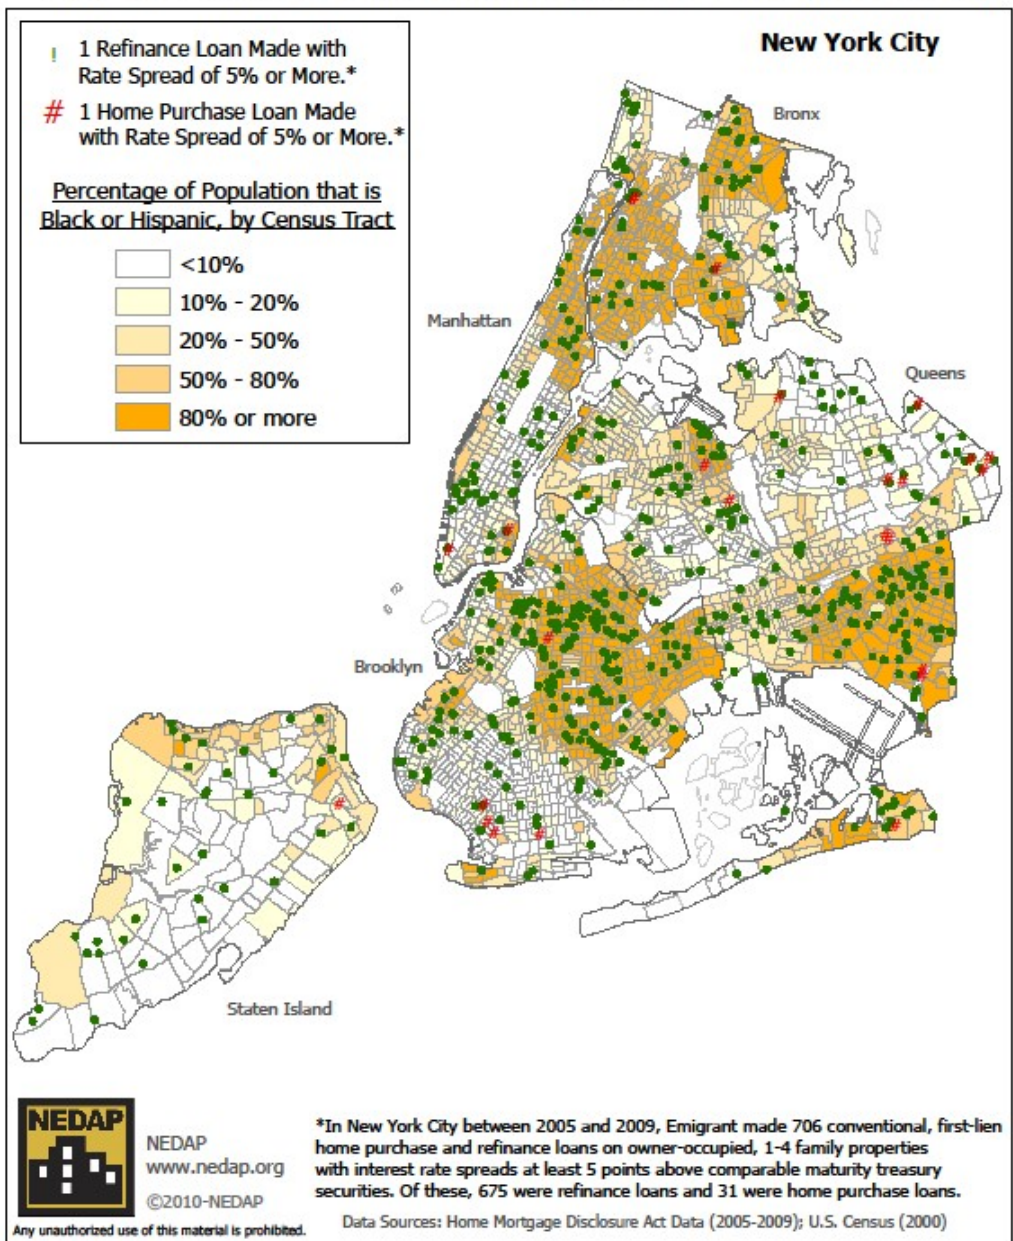 New York City
! 1 Refinance Loan Made with
Rate Spread of 5% or More.*
# 1 Home Purchase Loan Made
with Rate Spread of 5% or More.*
Percentage of Population that is
Black or Hispanic, by Census Tract
<10%
10% - 20%
20% - 50%
50% - 80%
80% or more
Bronx
Manhattan
Queens
Brooklyn
Staten Island
NEDAP
NEDAP
www.nedap.org
©2010-NEDAP
Any unauthorized use of this material is prohibited.
*In New York City between 2005 and 2009, Emigrant made 706 conventional, first-lien
home purchase and refinance loans on owner-occupied, 1-4 family properties
with interest rate spreads at least 5 points above comparable maturity treasury
securities. Of these, 675 were refinance loans and 31 were home purchase loans.
Data Sources: Home Mortgage Disclosure Act Data (2005-2009); U.S. Census (2000)